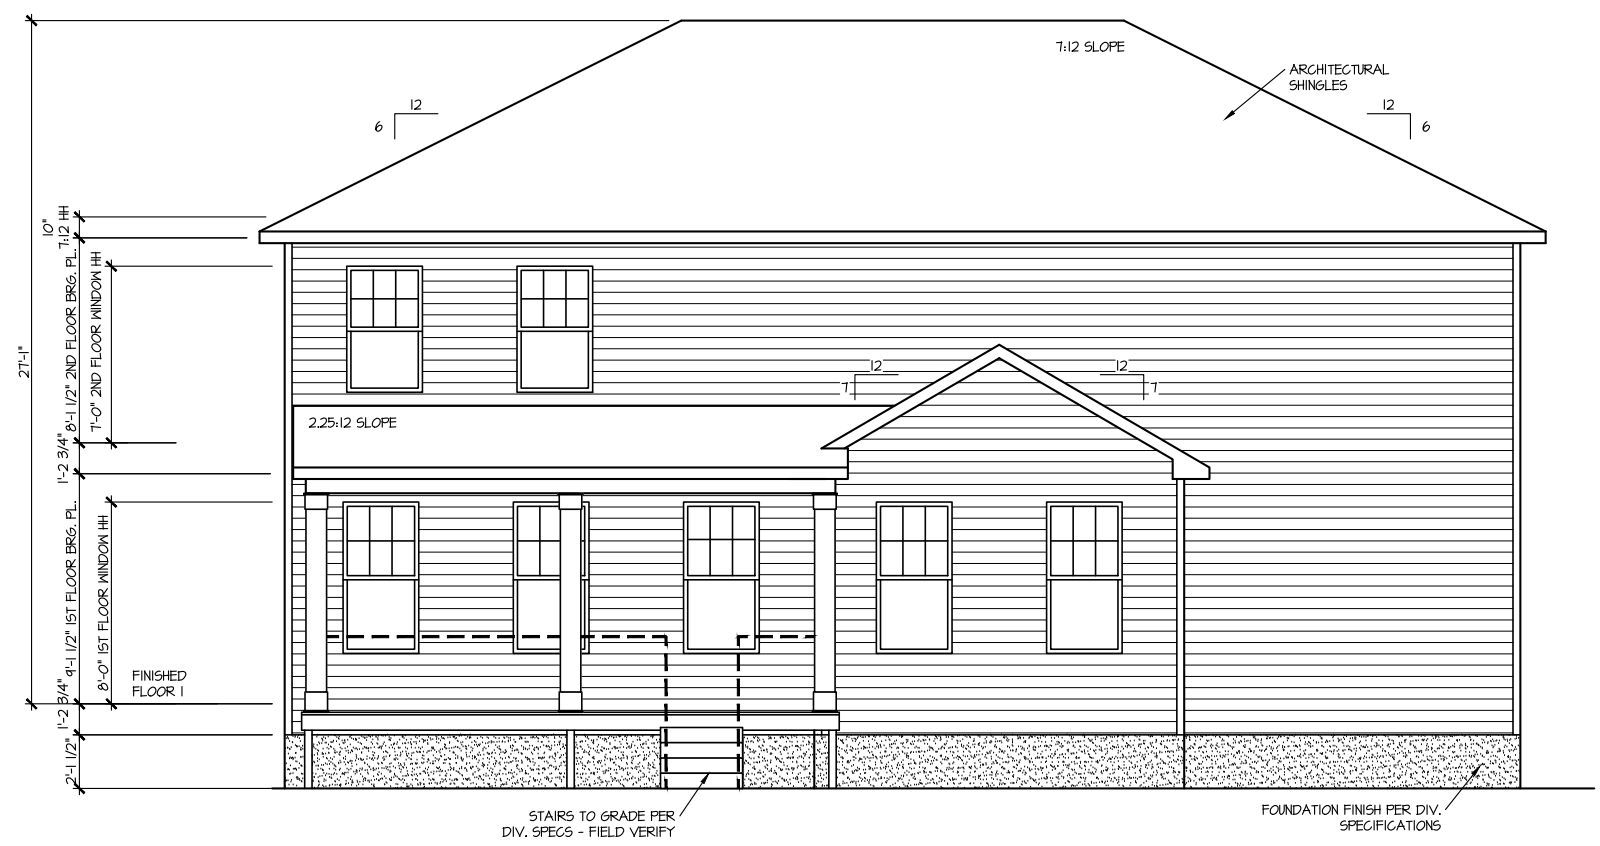 7:12 SLOPE
ARCHITECTURAL
SHINGLES
12
6
12
6
27'-1"
10"
7:12 HH
8'-1 1/2" 2ND FLOOR BRG. PL.
7'-0" 2ND FLOOR WINDOW HH
12
7
12
7
2.25:12 SLOPE
1'-2 3/4"
9'-1 1/2" 1ST FLOOR BRG. PL.
8'-0" 1ST FLOOR WINDOW HH
FINISHED
FLOOR 1
1'-2 3/4"
2'-1 1/2"
STAIRS TO GRADE PER
DIV. SPECS - FIELD VERIFY
FOUNDATION FINISH PER DIV.
SPECIFICATIONS